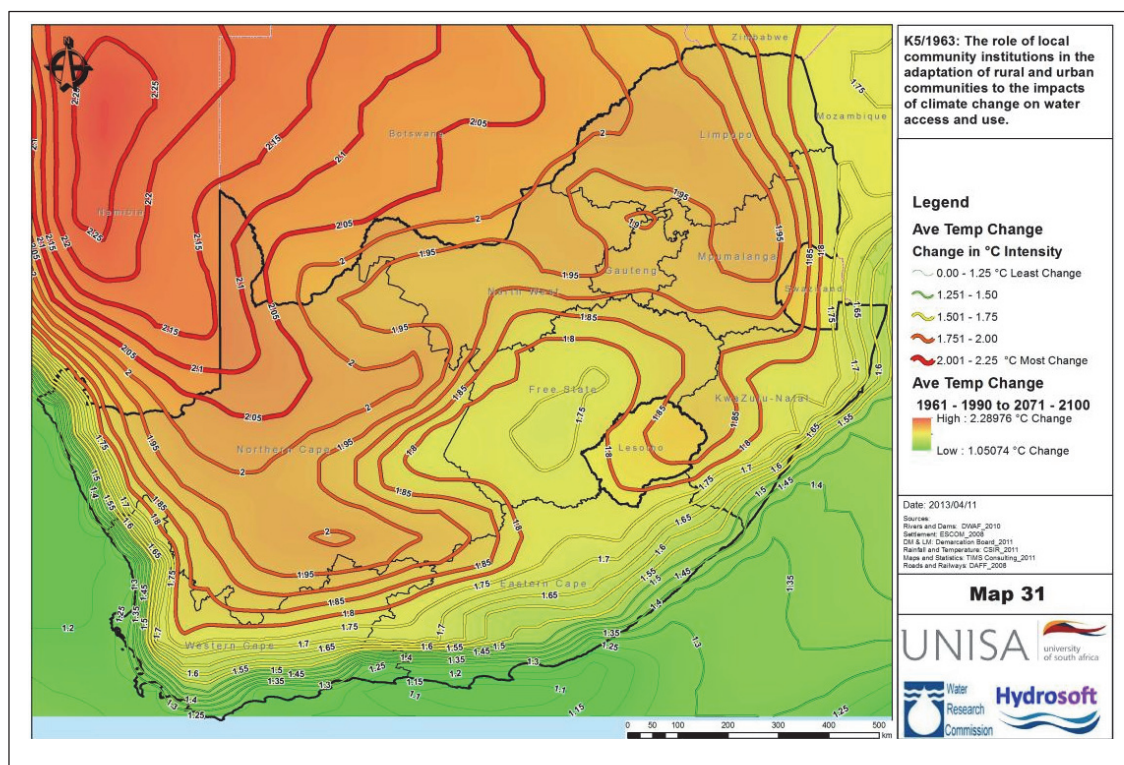 K5/1963: The role of local
community institutions in the
adaptation of rural and urban
communities to the impacts
of climate change on water
access and use.
Legend
Ave Temp Change
Change in °C Intensity
0.00 - 1.25 °C Least Change
1.251 - 1.50
1.501 - 1.75
1.751 - 2.00
2.001 - 2.25 °C Most Change
Ave Temp Change
1961 - 1990 to 2071 - 2100
High : 2.28976 °C Change
Low : 1.05074 °C Change
Date: 2013/04/11
Sources:
Rivers and Dams: DWAF_2010
Settlement: ESCOM_2008
DM & LM: Demarcation Board_2011
Rainfall and Temperature: CSIR_2011
Maps and Statistics: TIMS Consulting_2011
Roads and Railways: DAFF_2008
Map 31
UNISA
university
of south africa
Water
Research
Commission
Hydrosoft
Zimbabwe
Mozambique
Botswana
Limpopo
Namibia
Gauteng
Mpumalanga
North West
Swaziland
Free State
KwaZulu-Natal
Lesotho
Northern Cape
Eastern Cape
Western Cape
2.25
2.2
2.15
2.1
2.05
2
1.95
1.9
1.85
1.8
1.75
1.7
1.65
1.6
1.55
1.5
1.45
1.4
1.35
1.3
1.25
1.2
1.15
1.1
0 50 100 200 300 400 500
km